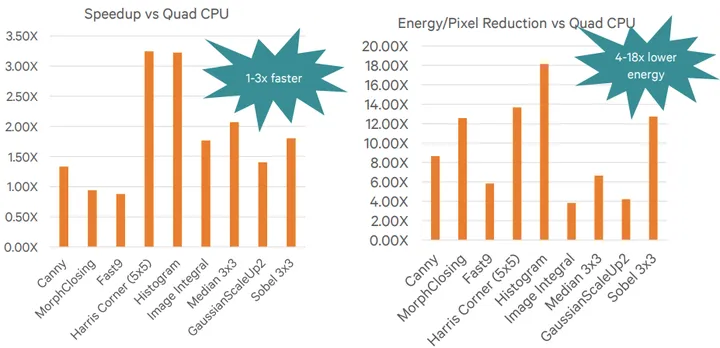 Speedup vs Quad CPU
3.50X
3.00X
2.50X
2.00X
1.50X
1.00X
0.50X
0.00X
1-3x faster
Canny
MorphClosing
Fast9
Harris Corner (5x5)
Histogram
Image Integral
Median 3x3
GaussianScaleUp2
Sobel 3x3
Energy/Pixel Reduction vs Quad CPU
20.00X
18.00X
16.00X
14.00X
12.00X
10.00X
8.00X
6.00X
4.00X
2.00X
0.00X
4-18x lower
energy
Canny
MorphClosing
Fast9
Harris Corner (5x5)
Histogram
Image Integral
Median 3x3
GaussianScaleUp2
Sobel 3x3